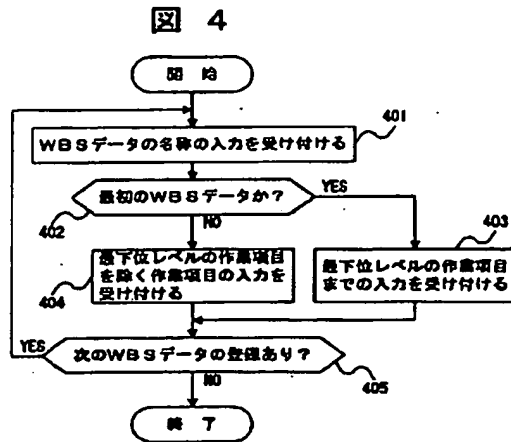 図 4
開始
WBSデータの名称の入力を受け付ける
401
最初のWBSデータか?
YES
402
NO
403
最下位レベルの作業項目
を除く作業項目の入力を
受け付ける
404
最下位レベルの作業項目
までの入力を受け付ける
YES
次のWBSデータの登録あり?
NO
405
終了